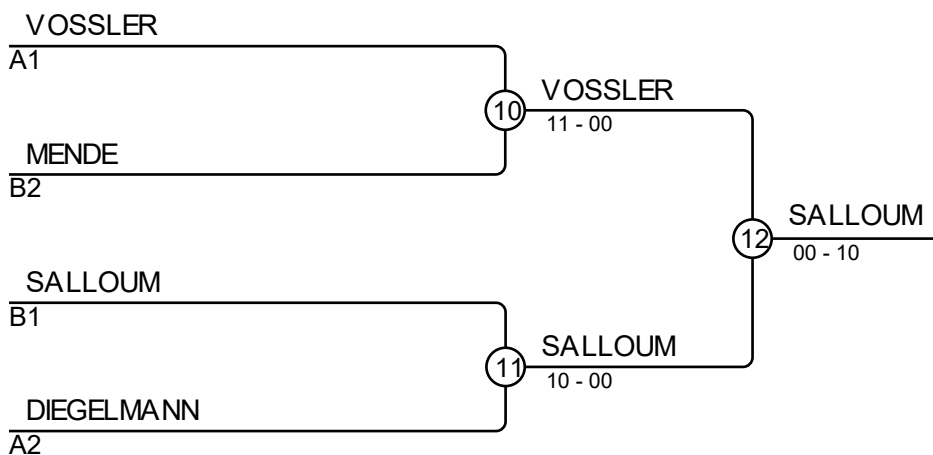 VOSSLER
A1
10
VOSSLER
11 - 00
MENDE
B2
12
SALLOUM
00 - 10
SALLOUM
B1
11
SALLOUM
10 - 00
DIEGELMANN
A2